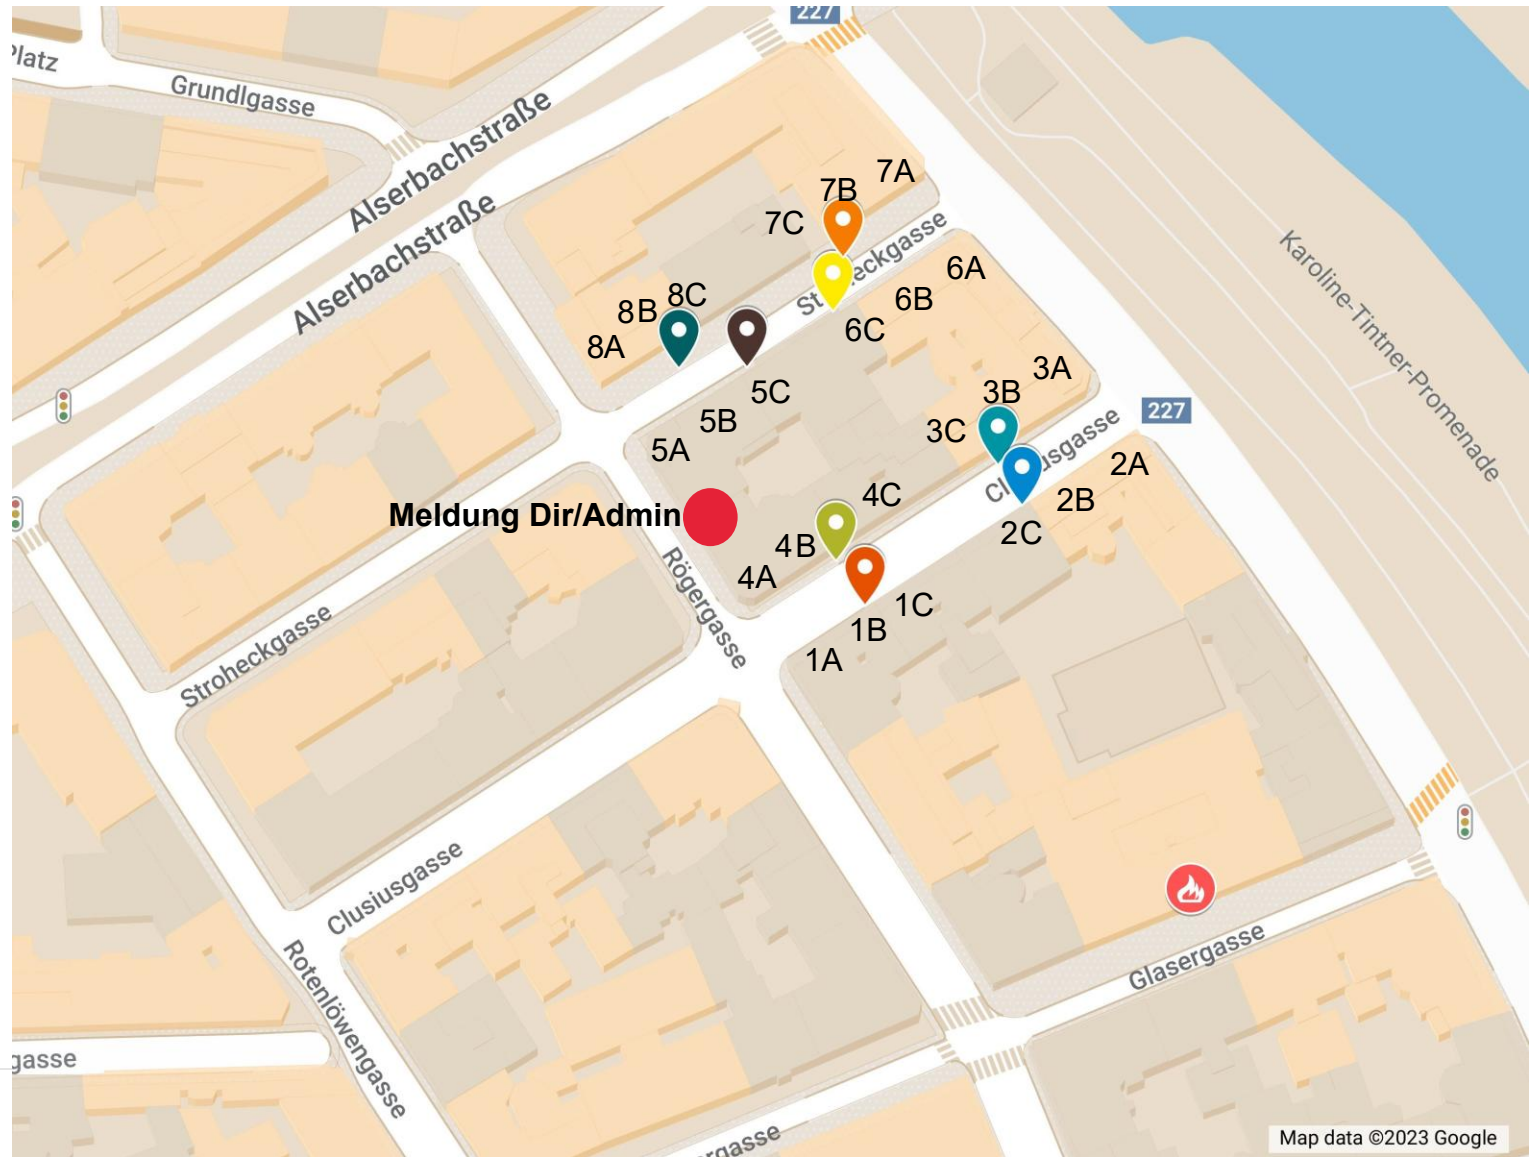 227
Platz
Grundlgasse
Alserbachstraße
Alserbachstraße
7A
7B
7C
6A
6B
6C
8C
8B
8A
5C
5B
5A
3A
3B
3C
227
Karoline-Tintner-Promenade
2A
2B
2C
4C
4B
4A
Meldung Dir/Admin
Rögergasse
1C
1B
1A
Stroheckgasse
Clusiusgasse
Rotenlöwengasse
Glasergasse
gasse
rgasse
Map data ©2023 Google